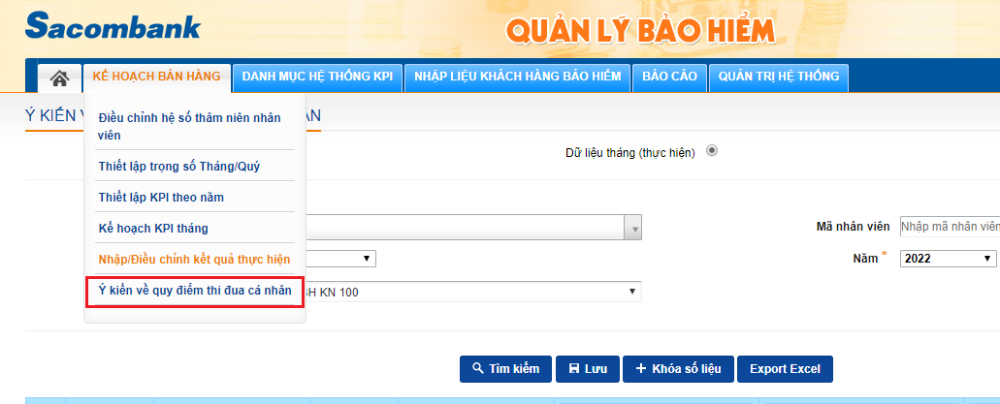 Sacombank
QUẢN LÝ BẢO HIỂM
KẾ HOẠCH BÁN HÀNG
DANH MỤC HỆ THỐNG KPI
NHẬP LIỆU KHÁCH HÀNG BẢO HIỂM
BÁO CÁO
QUẢN TRỊ HỆ THỐNG
Ý KIẾN V
Điều chỉnh hệ số thâm niên nhân
viên
Dữ liệu tháng (thực hiện)
Thiết lập trọng số Tháng/Quý
Thiết lập KPI theo năm
Kế hoạch KPI tháng
Mã nhân viên
Nhập mã nhân viên
Nhập/Điều chỉnh kết quả thực hiện
Năm *
2022
Ý kiến về quy điểm thi đua cá nhân
KN 100
Tìm kiếm
Lưu
Khóa số liệu
Export Excel